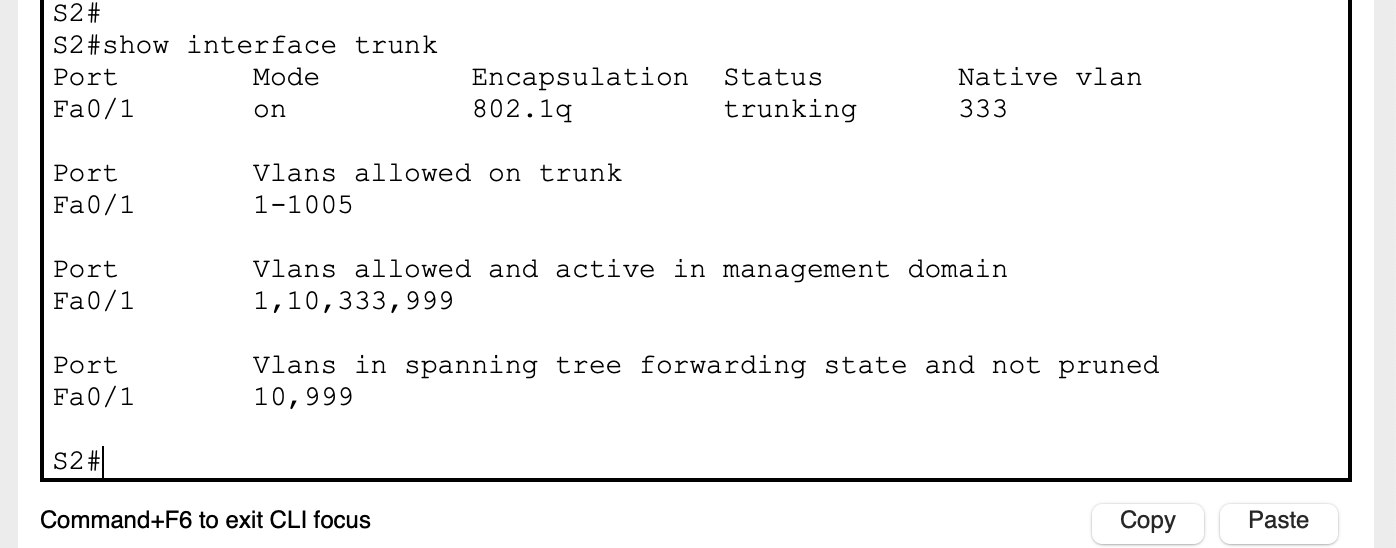 S2#
S2#show interface trunk
Port        Mode         Encapsulation  Status        Native vlan
Fa0/1       on           802.1q         trunking      333
Port        Vlans allowed on trunk
Fa0/1       1-1005
Port        Vlans allowed and active in management domain
Fa0/1       1,10,333,999
Port        Vlans in spanning tree forwarding state and not pruned
Fa0/1       10,999
S2#
Command+F6 to exit CLI focus
Copy Paste